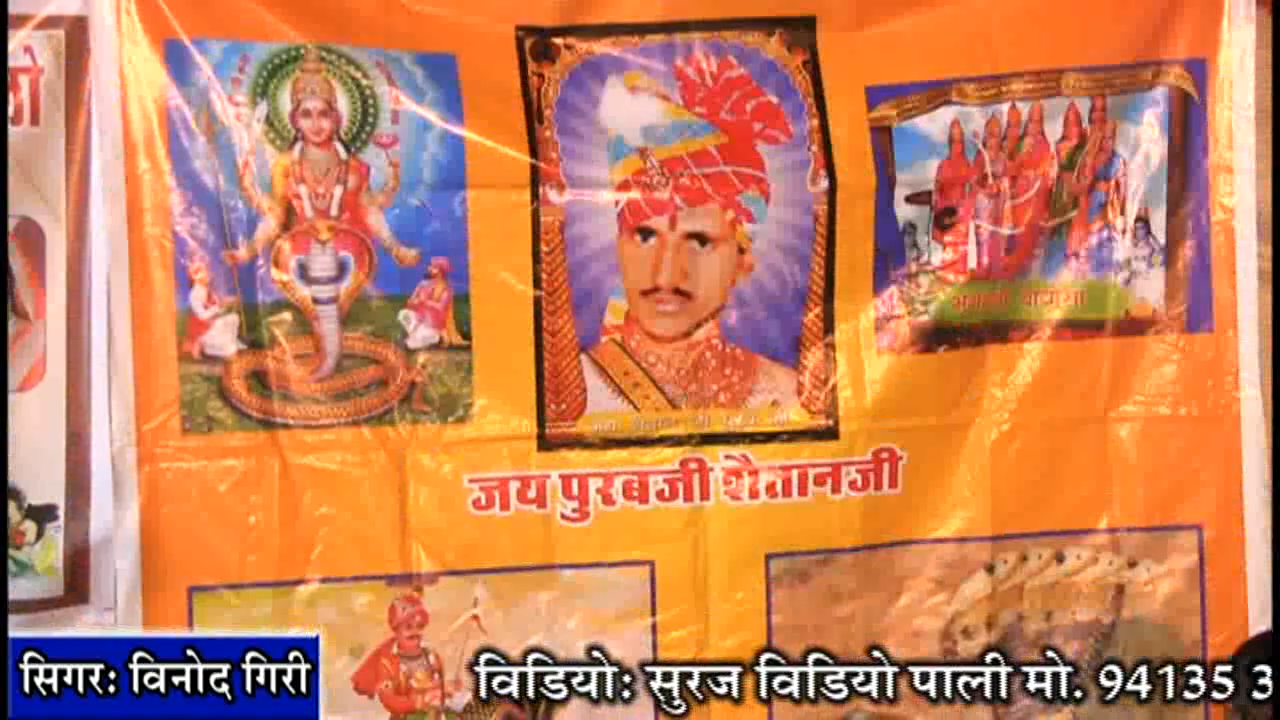 जय पुरबजी शैतानजी
सिगर: विनोद गिरी
विडियो: सुरज विडियो पाली मो. 94135 3